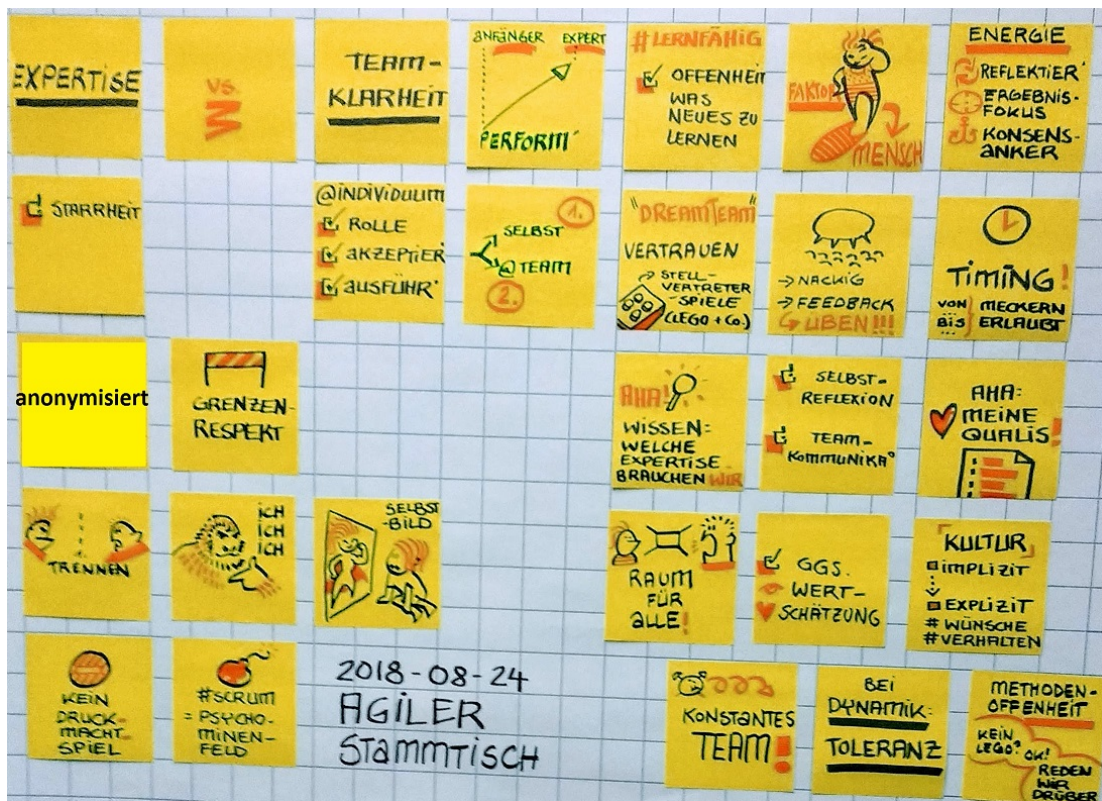 EXPERTISE
VS.
TEAM-
KLARHEIT
ANFÄNGER EXPERT
PERFORM'
#LERNFÄHIG
OFFENHEIT
WAS
NEUES ZU
LERNEN
FAKTOR
MENSCH
ENERGIE
REFLEKTIER'
ERGEBNIS-
FOKUS
KONSENS-
ANKER
STARRHEIT
@INDIVIDUUM
ROLLE
AKZEPTIER'
AUSFÜHR'
1.
SELBST
@TEAM
2.
"DREAMTEAM"
VERTRAUEN
STELL-
VERTRETER
-SPIELE
(LEGO + CO.)
NACKIG
FEEDBACK
ÜBEN!!!
TIMING!
VON
...
BIS
MECKERN
ERLAUBT
anonymisiert
GRENZEN-
RESPEKT
AHA!
WISSEN:
WELCHE
EXPERTISE
BRAUCHEN WIR
SELBST-
REFLEXION
TEAM-
KOMMUNIKA°
AHA:
MEINE
QUALIS!
TRENNEN
ICH
ICH
ICH
SELBST
-BILD
RAUM
FÜR
ALLE!
GGS.
WERT-
SCHÄTZUNG
KULTUR
IMPLIZIT
EXPLIZIT
# WÜNSCHE
#VERHALTEN
KEIN
DRUCK-
MACHT-
SPIEL
#SCRUM
= PSYCHO-
MINEN-
FELD
2018-08-24
AGILER
STAMMTISCH
KONSTANTES
TEAM!
BEI
DYNAMIK:
TOLERANZ
METHODEN-
OFFENHEIT
KEIN
LEGO?
OK!
REDEN
WIR
DRÜBER